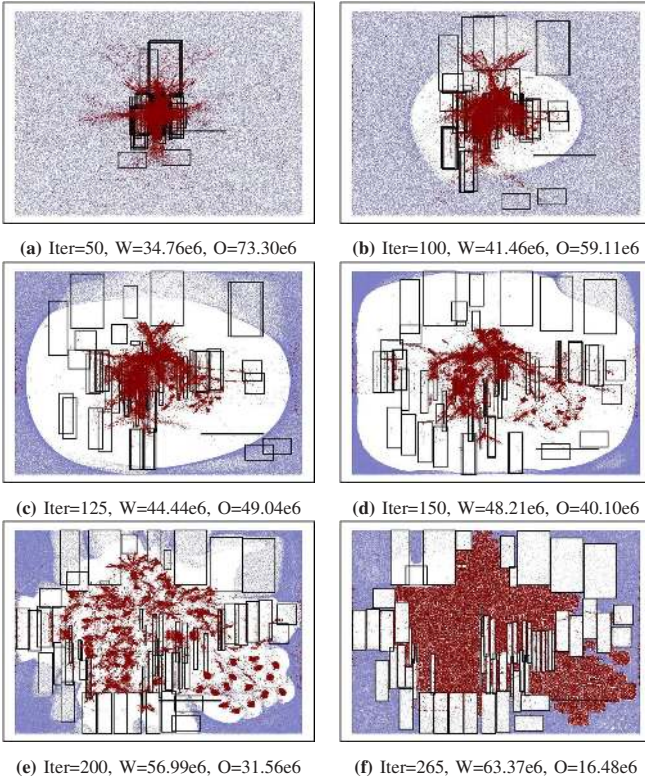 (a) Iter=50, W=34.76e6, O=73.30e6
(b) Iter=100, W=41.46e6, O=59.11e6
(c) Iter=125, W=44.44e6, O=49.04e6
(d) Iter=150, W=48.21e6, O=40.10e6
(e) Iter=200, W=56.99e6, O=31.56e6
(f) Iter=265, W=63.37e6, O=16.48e6